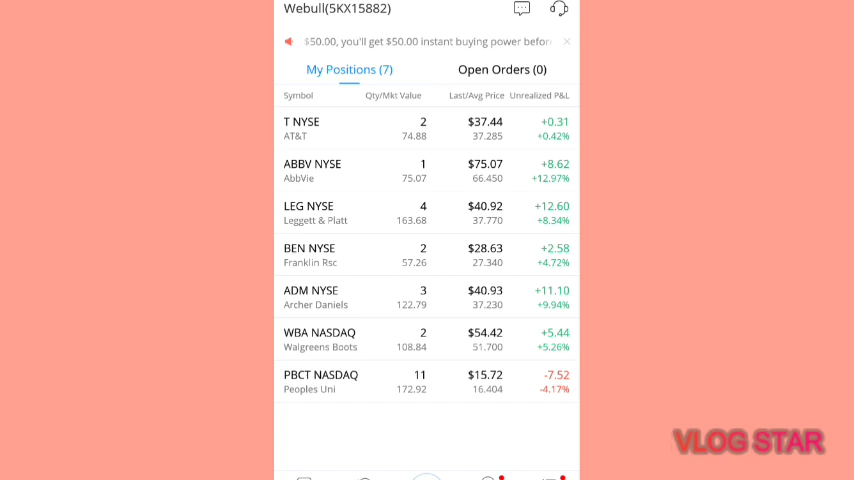 Webull(5KX15882)
$50.00, you'll get $50.00 instant buying power befor
My Positions (7) Open Orders (0)
Symbol Qty/Mkt Value Last/Avg Price Unrealized P&L
T NYSE 2 $37.44 +0.31
AT&T 74.88 37.285 +0.42%
ABBV NYSE 1 $75.07 +8.62
AbbVie 75.07 66.450 +12.97%
LEG NYSE 4 $40.92 +12.60
Leggett & Platt 163.68 37.770 +8.34%
BEN NYSE 2 $28.63 +2.58
Franklin Rsc 57.26 27.340 +4.72%
ADM NYSE 3 $40.93 +11.10
Archer Daniels 122.79 37.230 +9.94%
WBA NASDAQ 2 $54.42 +5.44
Walgreens Boots 108.84 51.700 +5.26%
PBCT NASDAQ 11 $15.72 -7.52
Peoples Uni 172.92 16.404 -4.17%
VLOG STAR